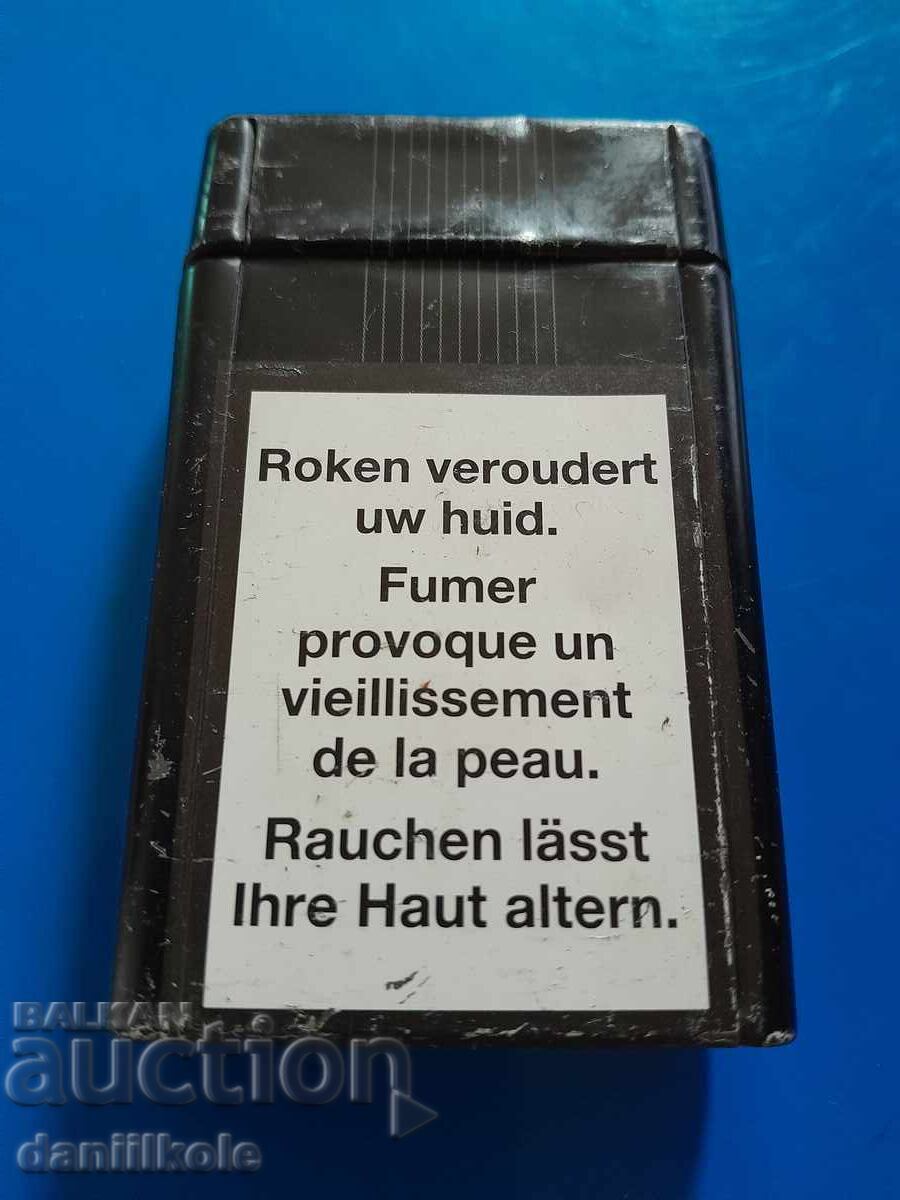 Roken veroudert
uw huid.
Fumer
provoque un
vieillissement
de la peau.
Rauchen lässt
Ihre Haut altern.
BALKAN
auction
daniilkole